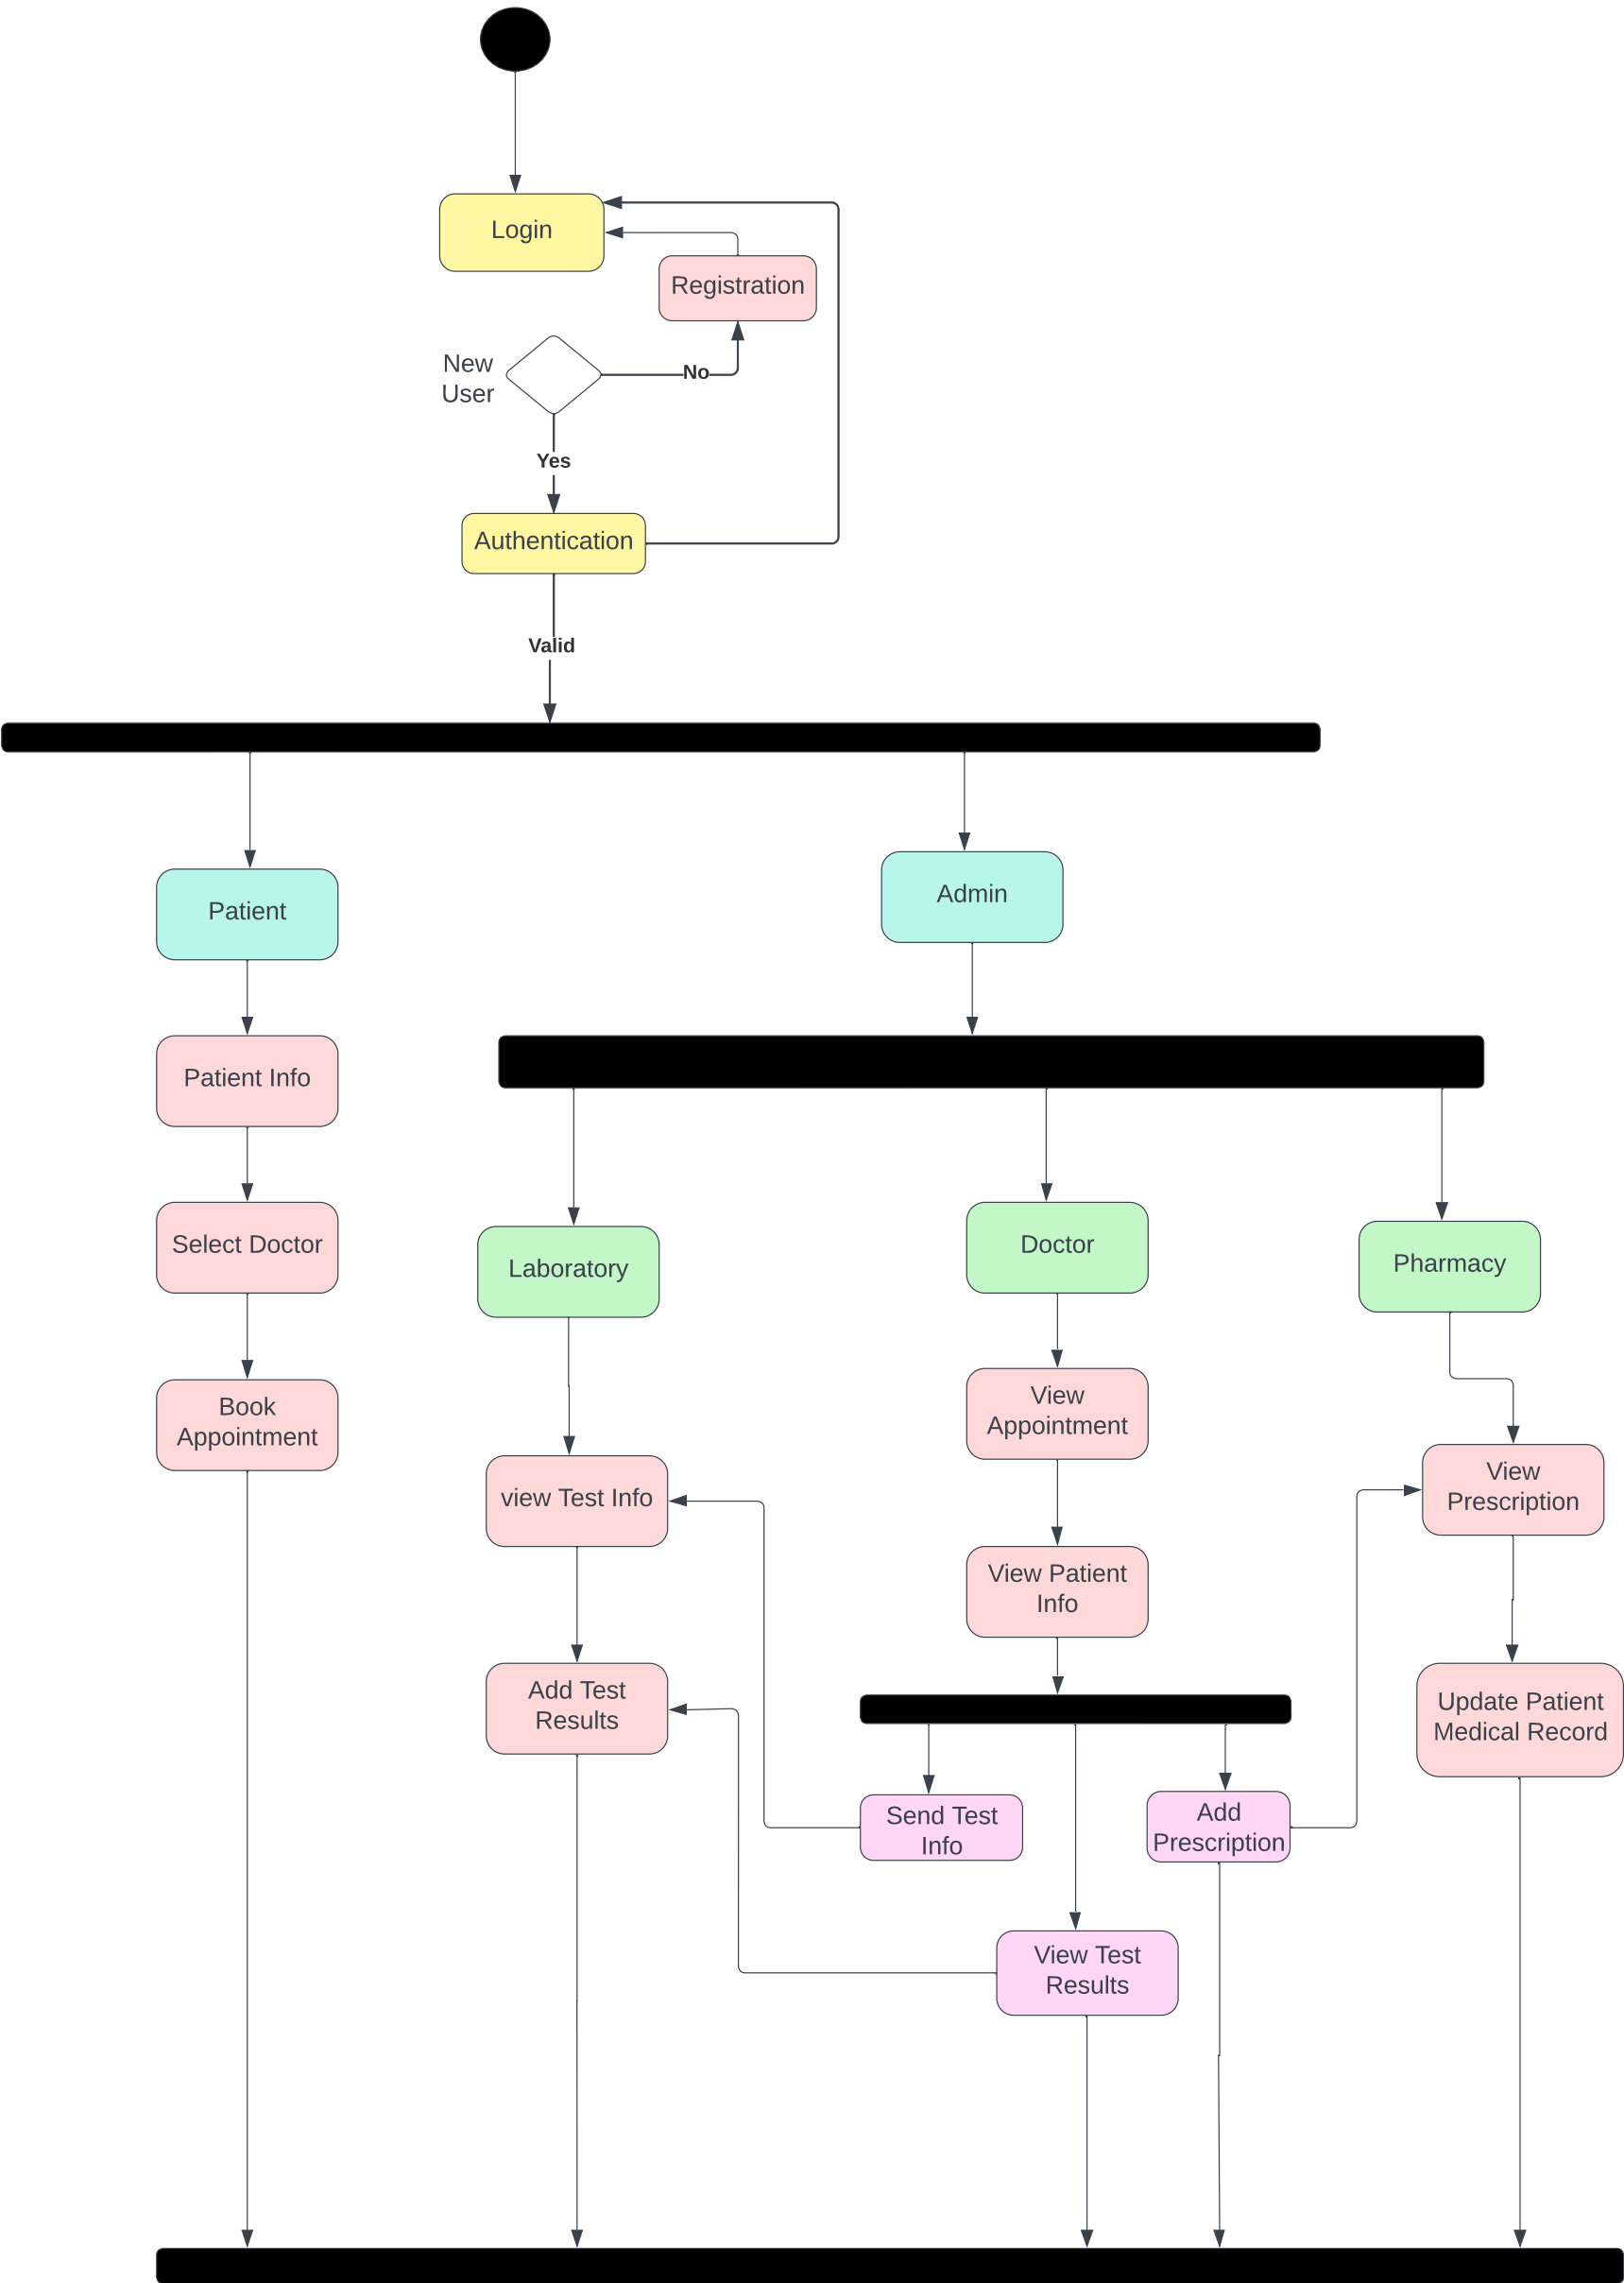 Login
Registration
New
User
No
Yes
Authentication
Valid
Patient
Admin
Patient Info
Select Doctor
Laboratory
Doctor
Pharmacy
Book
Appointment
View
Appointment
view Test Info
View
Prescription
View Patient
Info
Add Test
Results
Update Patient
Medical Record
Send Test
Info
Add
Prescription
View Test
Results